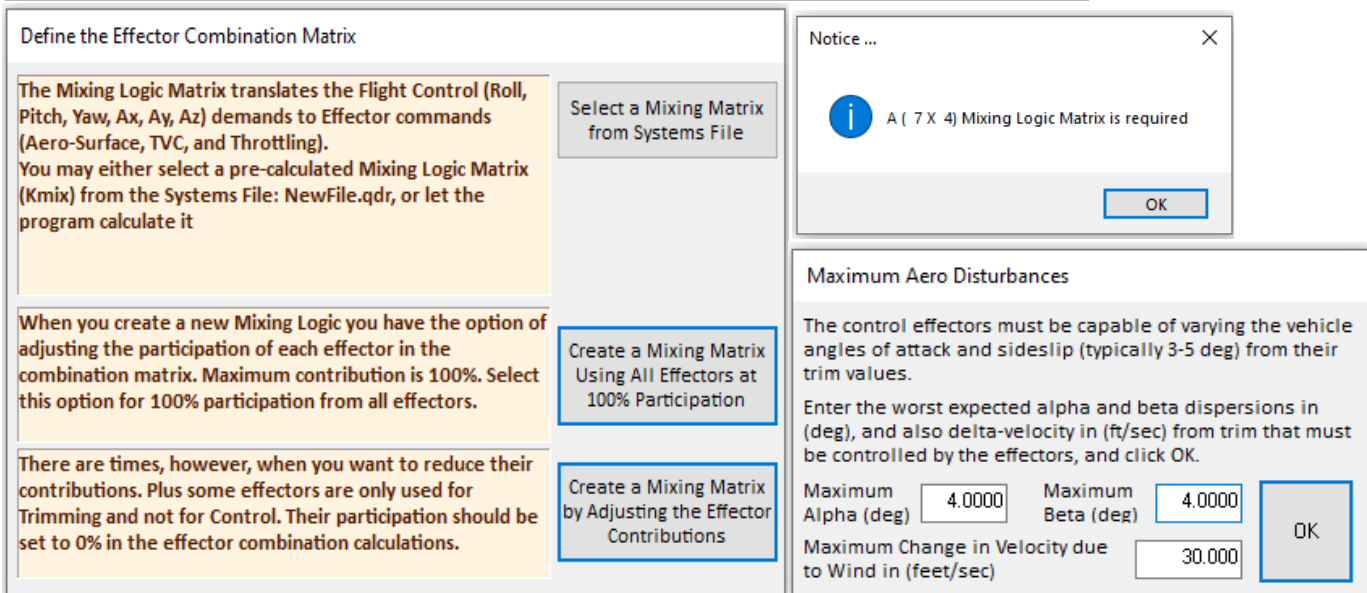 Define the Effector Combination Matrix
The Mixing Logic Matrix translates the Flight Control (Roll,
Pitch, Yaw, Ax, Ay, Az) demands to Effector commands
(Aero-Surface, TVC, and Throttling).
You may either select a pre-calculated Mixing Logic Matrix
(Kmix) from the Systems File: NewFile.qdr, or let the
program calculate it
Select a Mixing Matrix
from Systems File
When you create a new Mixing Logic you have the option of
adjusting the participation of each effector in the
combination matrix. Maximum contribution is 100%. Select
this option for 100% participation from all effectors.
Create a Mixing Matrix
Using All Effectors at
100% Participation
There are times, however, when you want to reduce their
contributions. Plus some effectors are only used for
Trimming and not for Control. Their participation should be
set to 0% in the effector combination calculations.
Create a Mixing Matrix
by Adjusting the Effector
Contributions
Notice ...
A ( 7 X 4) Mixing Logic Matrix is required
OK
Maximum Aero Disturbances
The control effectors must be capable of varying the vehicle
angles of attack and sideslip (typically 3-5 deg) from their
trim values.
Enter the worst expected alpha and beta dispersions in
(deg), and also delta-velocity in (ft/sec) from trim that must
be controlled by the effectors, and click OK.
Maximum
Alpha (deg)
4.0000
Maximum
Beta (deg)
4.0000
Maximum Change in Velocity due
to Wind in (feet/sec)
30.000
OK